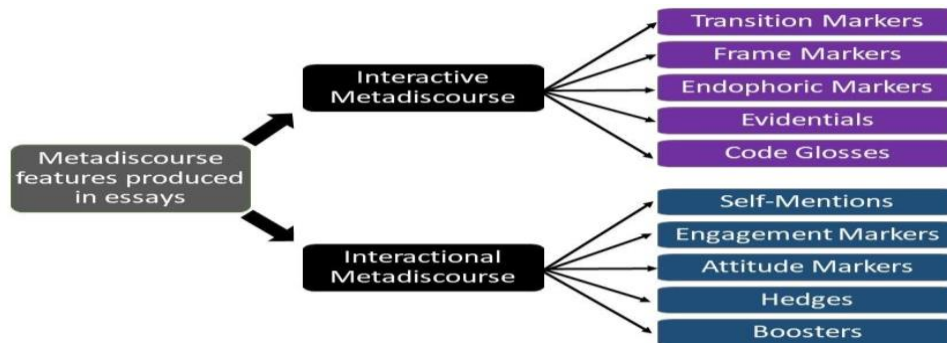 Metadiscourse
features produced
in essays
Interactive
Metadiscourse
Transition Markers
Frame Markers
Endophoric Markers
Evidentials
Code Glosses
Interactional
Metadiscourse
Self-Mentions
Engagement Markers
Attitude Markers
Hedges
Boosters